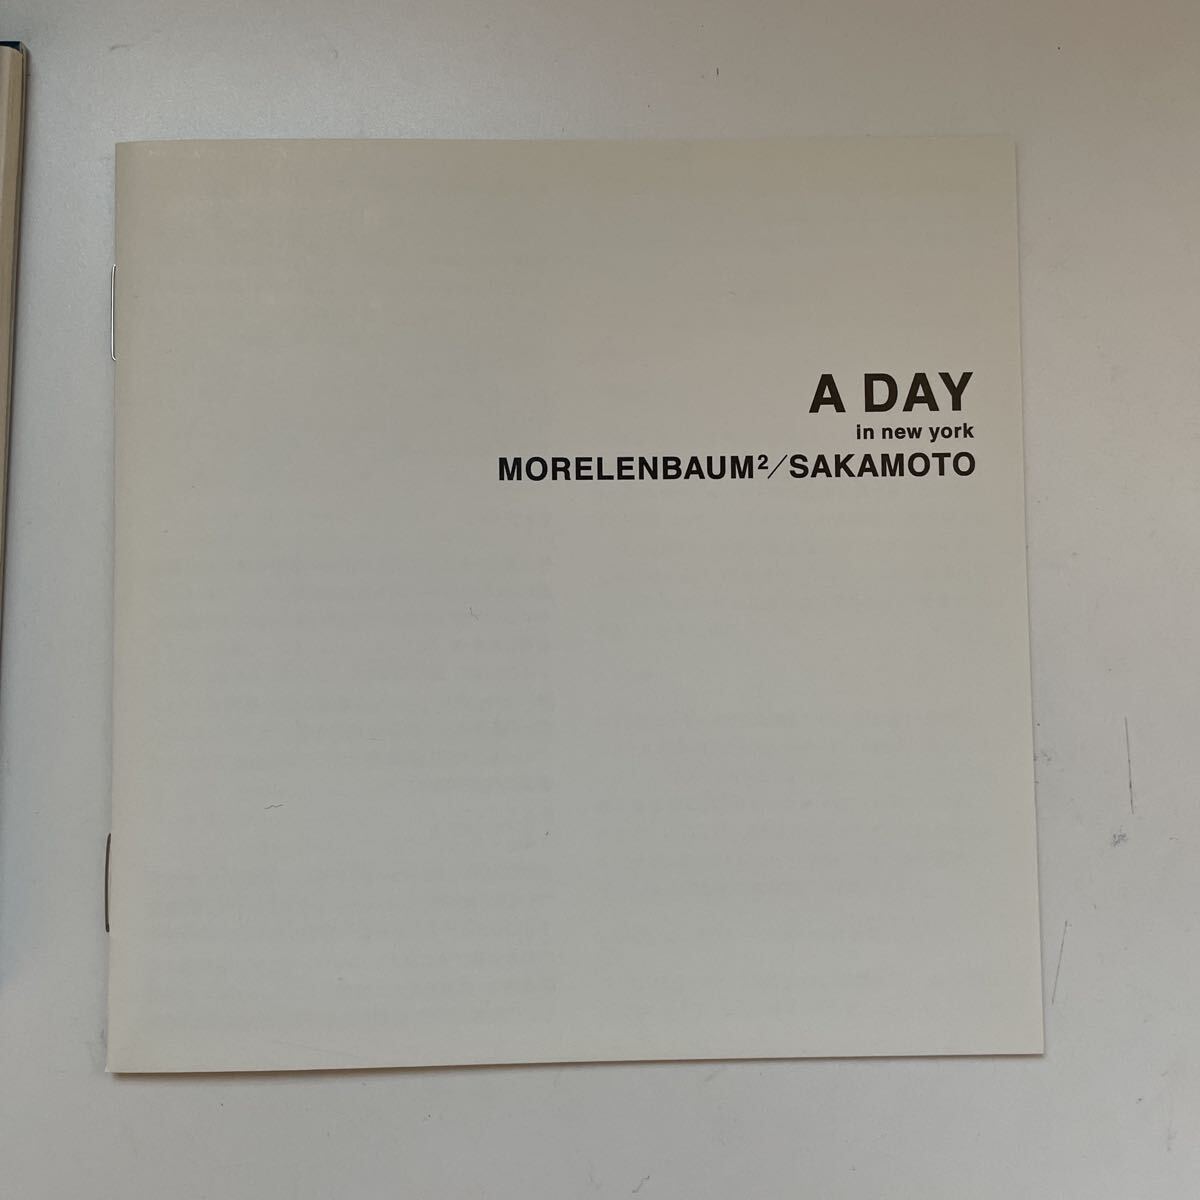 A DAY
in new york
MORELENBAUM²/SAKAMOTO